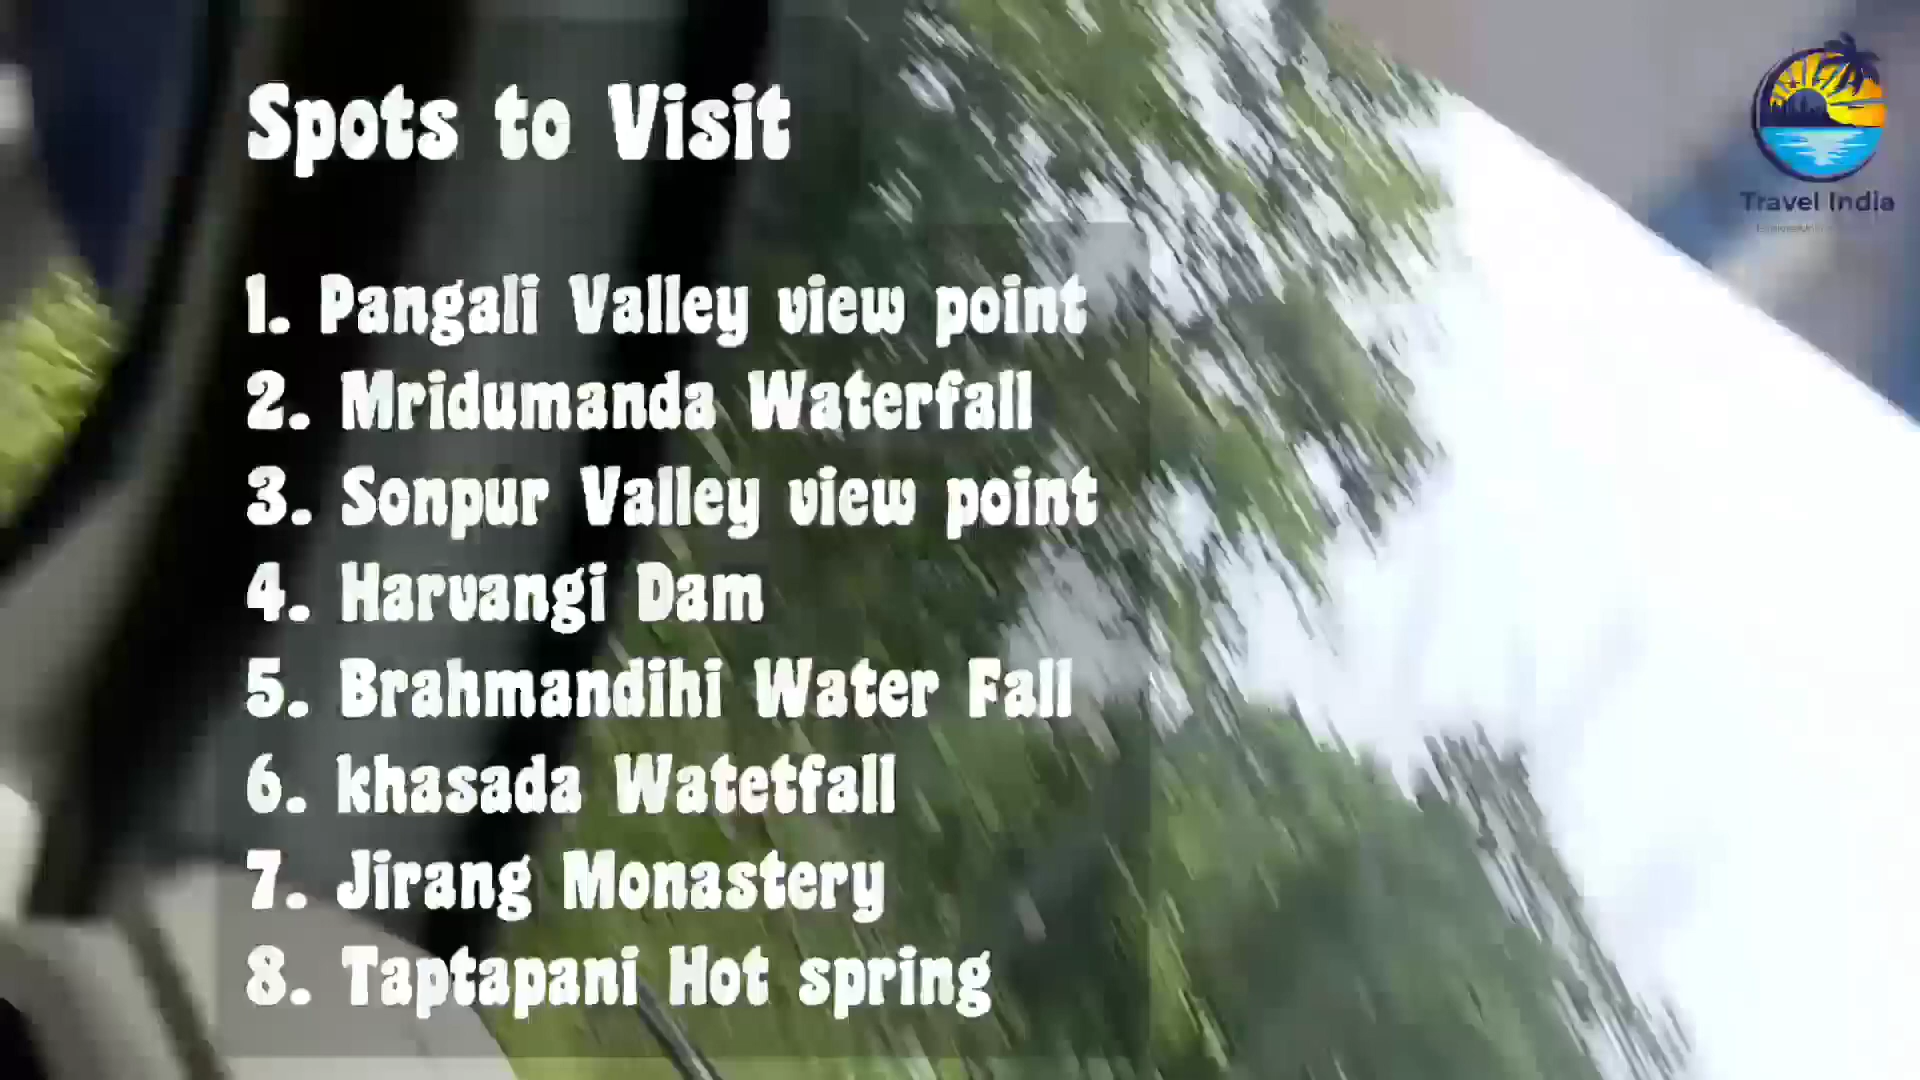 Spots to Visit
Travel India
1. Pangali Valley view point
2. Mridumanda Waterfall
3. Sonpur Valley view point
4. Harvangi Dam
5. Brahmandihi Water Fall
6. khasada Watetfall
7. Jirang Monastery
8. Taptapani Hot spring